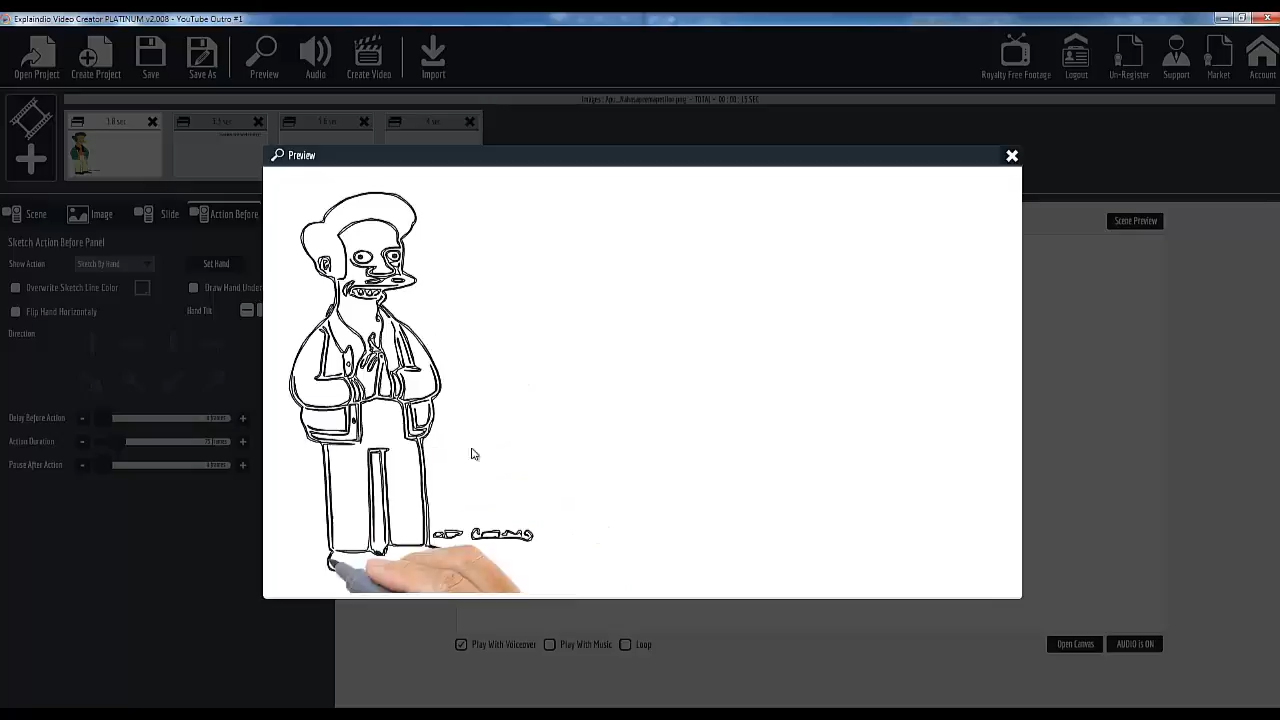 Explaindio Video Creator PLATINUM v2.008 - YouTube Outro #1
Open Project
Create Project
Save
Save As
Preview
Audio
Create Video
Import
Royalty Free Footage
Logout
Un-Register
Support
Market
Account
Preview
Scene
Image
Slide
Action Before
Scene Preview
Sketch Action Before Panel
Show Action
Sketch By Hand
Set Hand
Overwrite Sketch Line Color
Draw Hand Under
Flip Hand Horizontaly
Hand Tilt
Direction
Delay Before Action
Action Duration
Pause After Action
Play With Voiceover
Play With Music
Loop
Open Canvas
AUDIO is ON